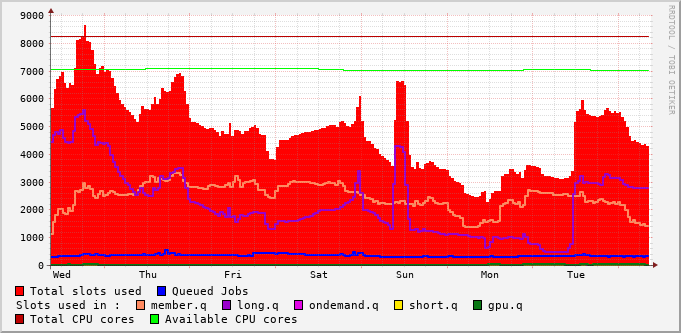 9000
8000
7000
6000
5000
4000
3000
2000
1000
0
Wed Thu Fri Sat Sun Mon Tue
RRDTOOL / TOBI OETIKER
Total slots used Queued Jobs
Slots used in : member.q long.q ondemand.q short.q gpu.q
Total CPU cores Available CPU cores